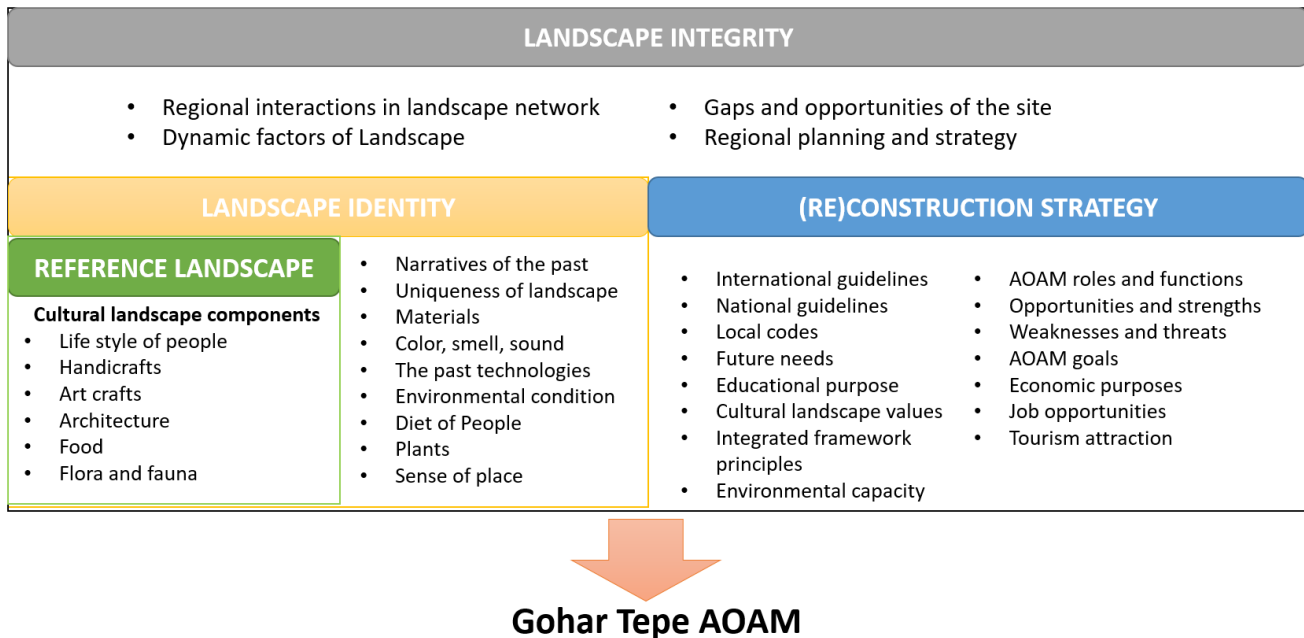 LANDSCAPE INTEGRITY
• Regional interactions in landscape network
• Dynamic factors of Landscape
• Gaps and opportunities of the site
• Regional planning and strategy
LANDSCAPE IDENTITY
REFERENCE LANDSCAPE
Cultural landscape components
• Life style of people
• Handicrafts
• Art crafts
• Architecture
• Food
• Flora and fauna
• Narratives of the past
• Uniqueness of landscape
• Materials
• Color, smell, sound
• The past technologies
• Environmental condition
• Diet of People
• Plants
• Sense of place
(RE)CONSTRUCTION STRATEGY
• International guidelines
• National guidelines
• Local codes
• Future needs
• Educational purpose
• Cultural landscape values
• Integrated framework
principles
• Environmental capacity
• AOAM roles and functions
• Opportunities and strengths
• Weaknesses and threats
• AOAM goals
• Economic purposes
• Job opportunities
• Tourism attraction
Gohar Tepe AOAM